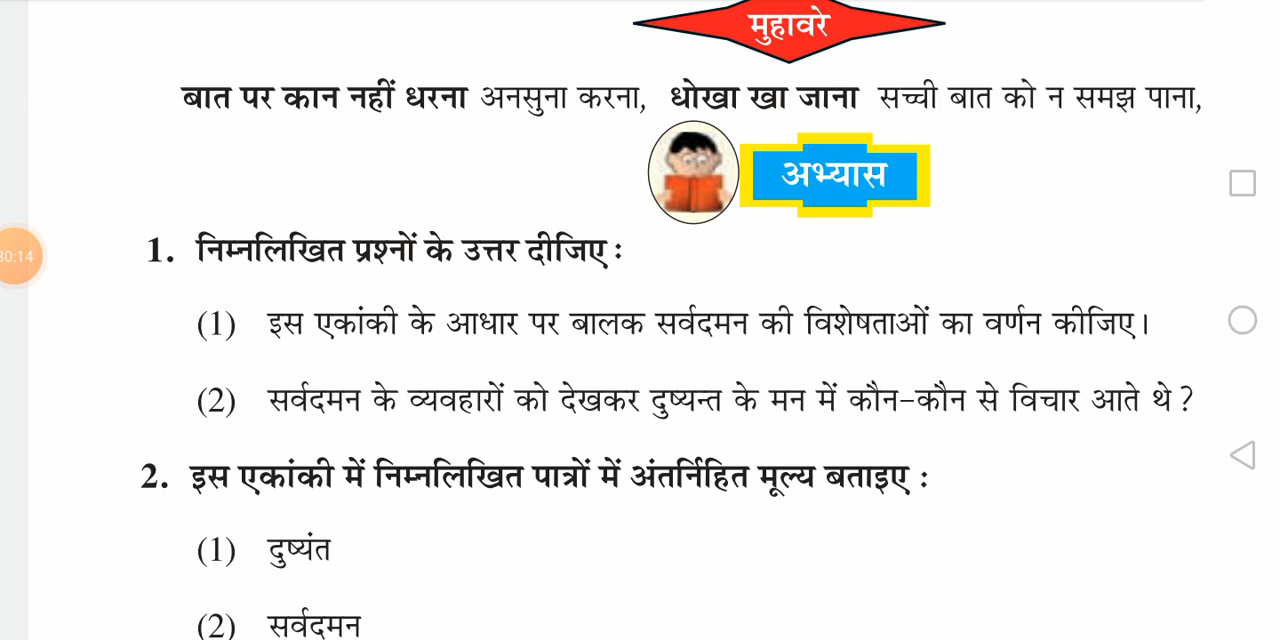 मुहावरे
बात पर कान नहीं धरना अनसुना करना, धोखा खा जाना सच्ची बात को न समझ पाना,
अभ्यास
30:14
1. निम्नलिखित प्रश्नों के उत्तर दीजिए :
(1) इस एकांकी के आधार पर बालक सर्वदमन की विशेषताओं का वर्णन कीजिए।
(2) सर्वदमन के व्यवहारों को देखकर दुष्यन्त के मन में कौन-कौन से विचार आते थे ?
2. इस एकांकी में निम्नलिखित पात्रों में अंतर्निहित मूल्य बताइए :
(1) दुष्यंत
(2) सर्वदमन